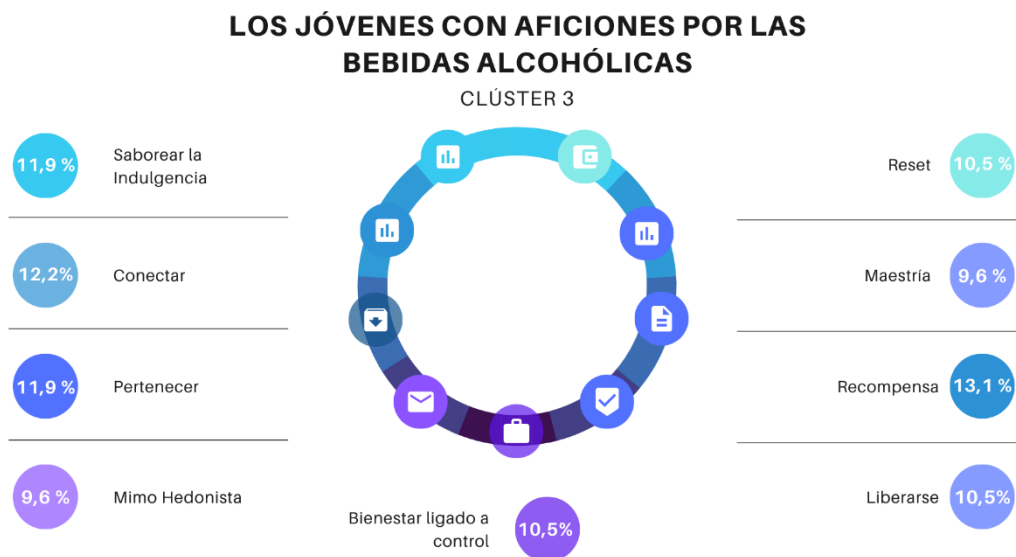 LOS JÓVENES CON AFICIONES POR LAS
BEBIDAS ALCOHÓLICAS
CLÚSTER 3
11,9 %
Saborear la
Indulgencia
12,2%
Conectar
11,9 %
Pertenecer
9,6 %
Mimo Hedonista
Bienestar ligado a
control
10,5%
Reset
10,5 %
Maestría
9,6 %
Recompensa
13,1 %
Liberarse
10,5%